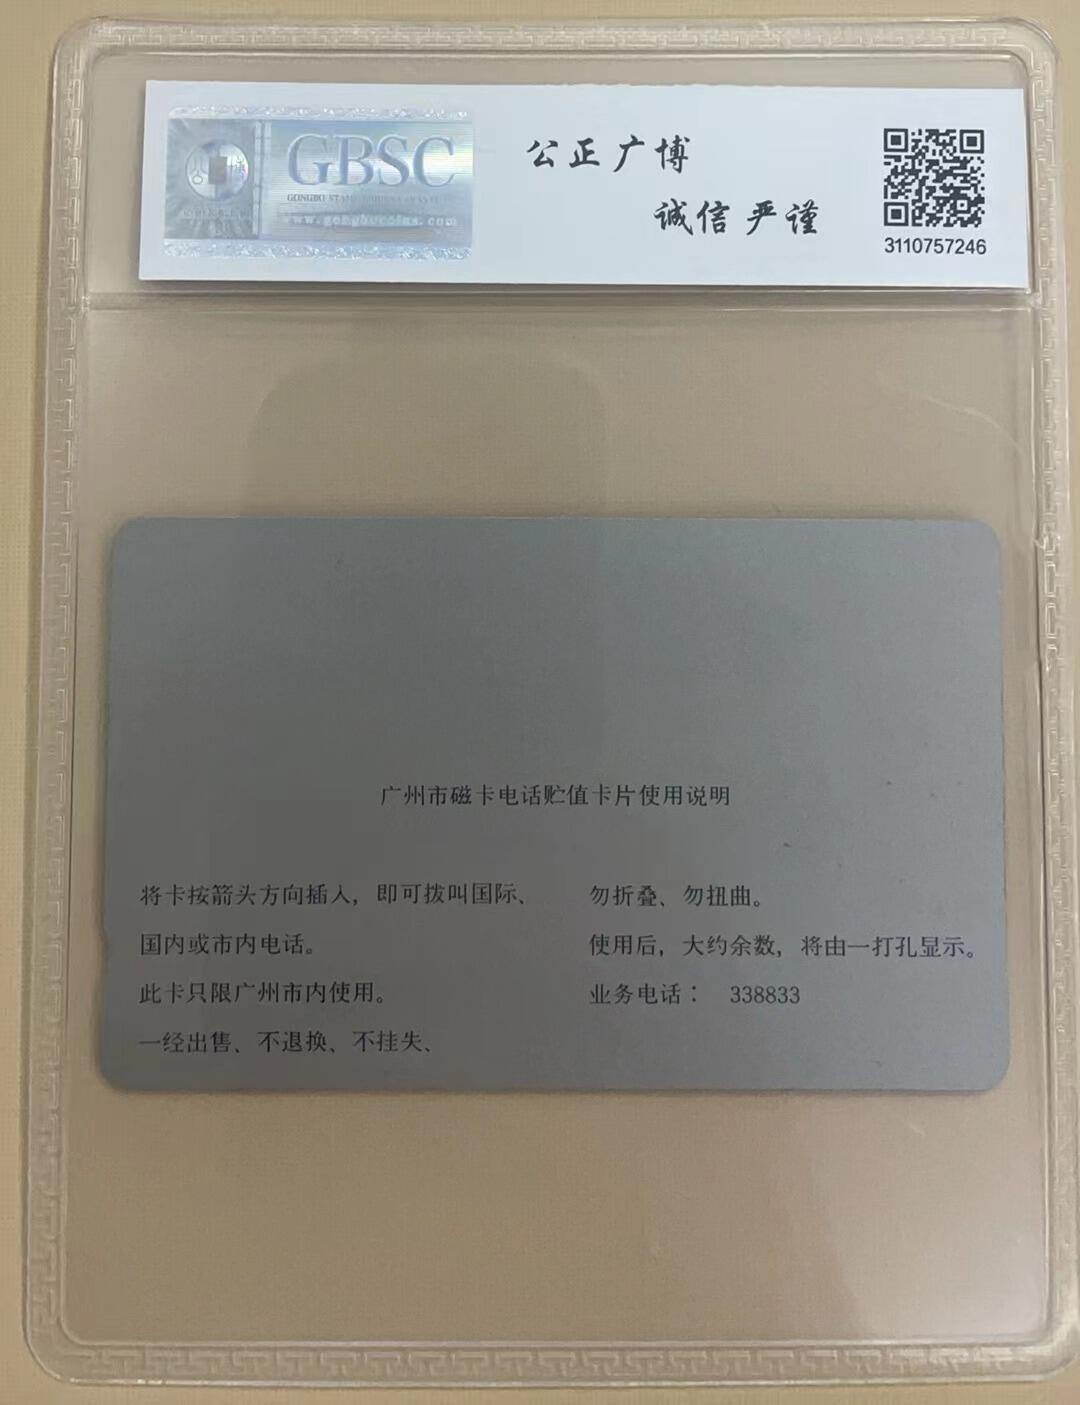 GBSC
www.gongbocoins.com
公正广博
诚信严谨
3110757246
广州市磁卡电话贮值卡片使用说明
将卡按箭头方向插入，即可拨叫国际、
国内或市内电话。
此卡只限广州市内使用。
一经出售、不退换、不挂失、
勿折叠、勿扭曲。
使用后，大约余数，将由一打孔显示。
业务电话： 338833